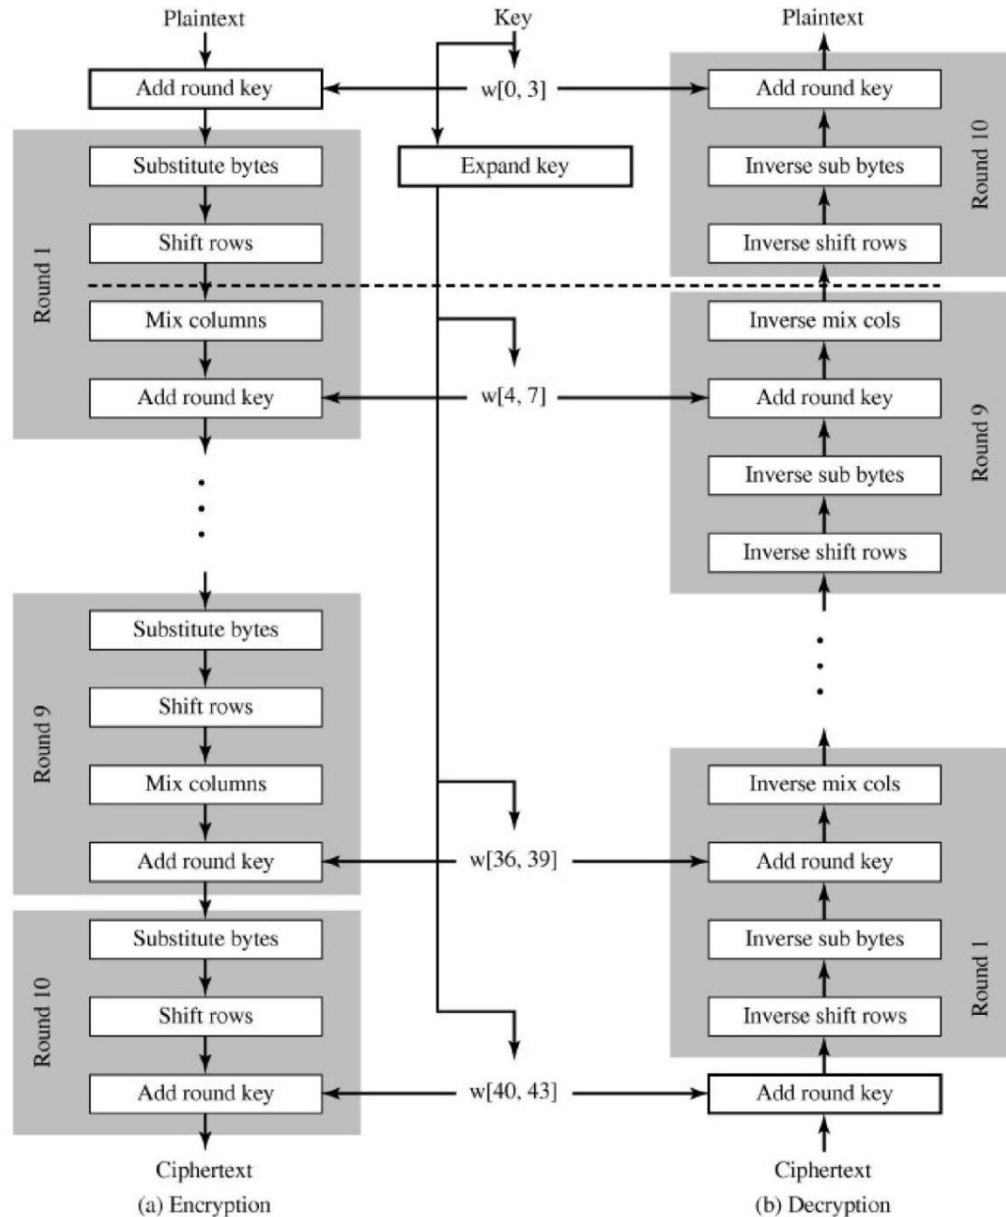 Plaintext
Key
Plaintext
Add round key
w[0, 3]
Add round key
Substitute bytes
Expand key
Inverse sub bytes
Round 1
Round 10
Shift rows
Inverse shift rows
Mix columns
Inverse mix cols
Add round key
w[4, 7]
Add round key
Round 9
Inverse sub bytes
Inverse shift rows
Substitute bytes
Round 9
Shift rows
Mix columns
Inverse mix cols
Add round key
w[36, 39]
Add round key
Substitute bytes
Inverse sub bytes
Round 10
Round 1
Shift rows
Inverse shift rows
Add round key
w[40, 43]
Add round key
Ciphertext
Ciphertext
(a) Encryption
(b) Decryption